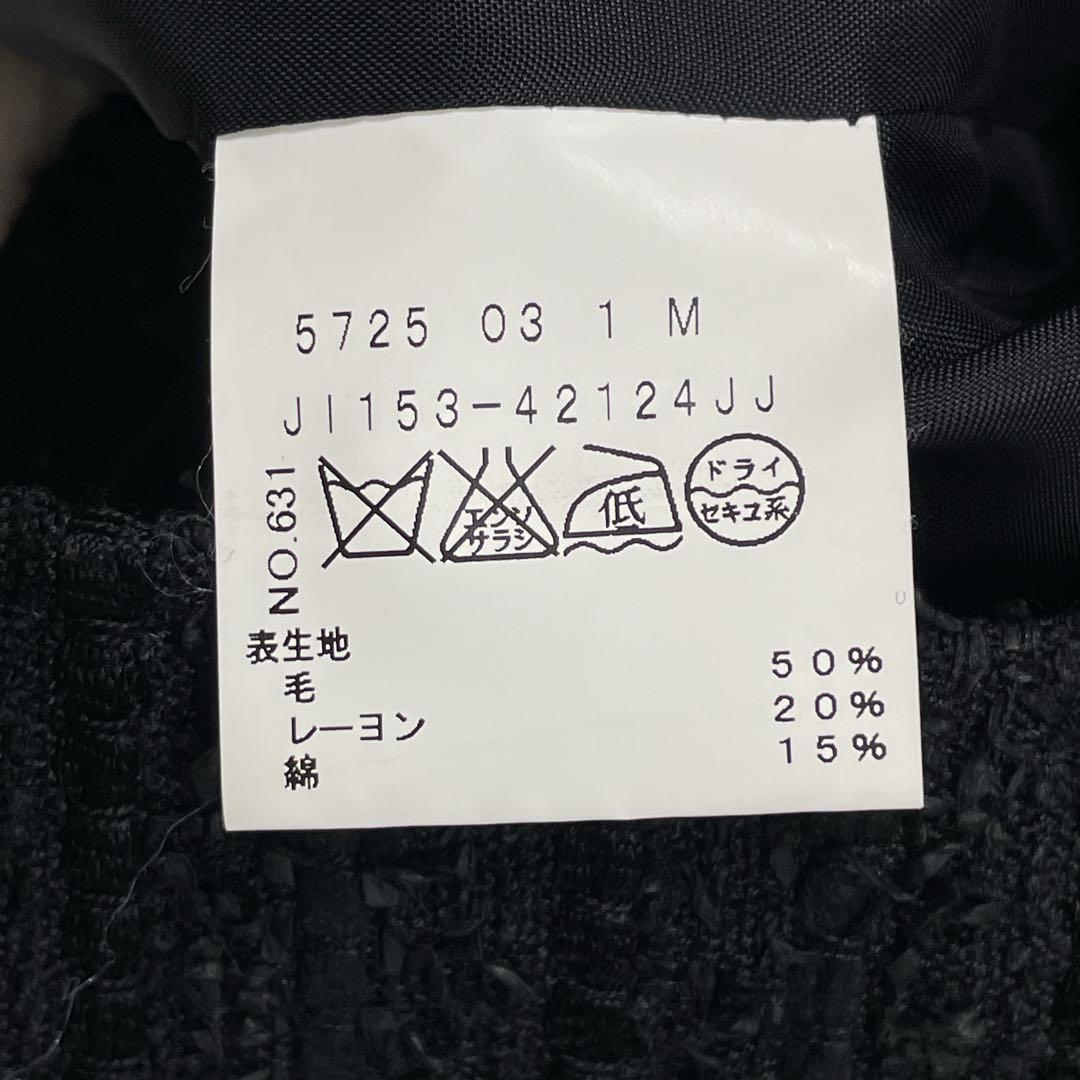 5725 03 1 M
JI153-42124JJ
NO.631
エンソ
サラシ
低
ドライ
セキユ系
表生地
毛 50%
レーヨン 20%
綿 15%